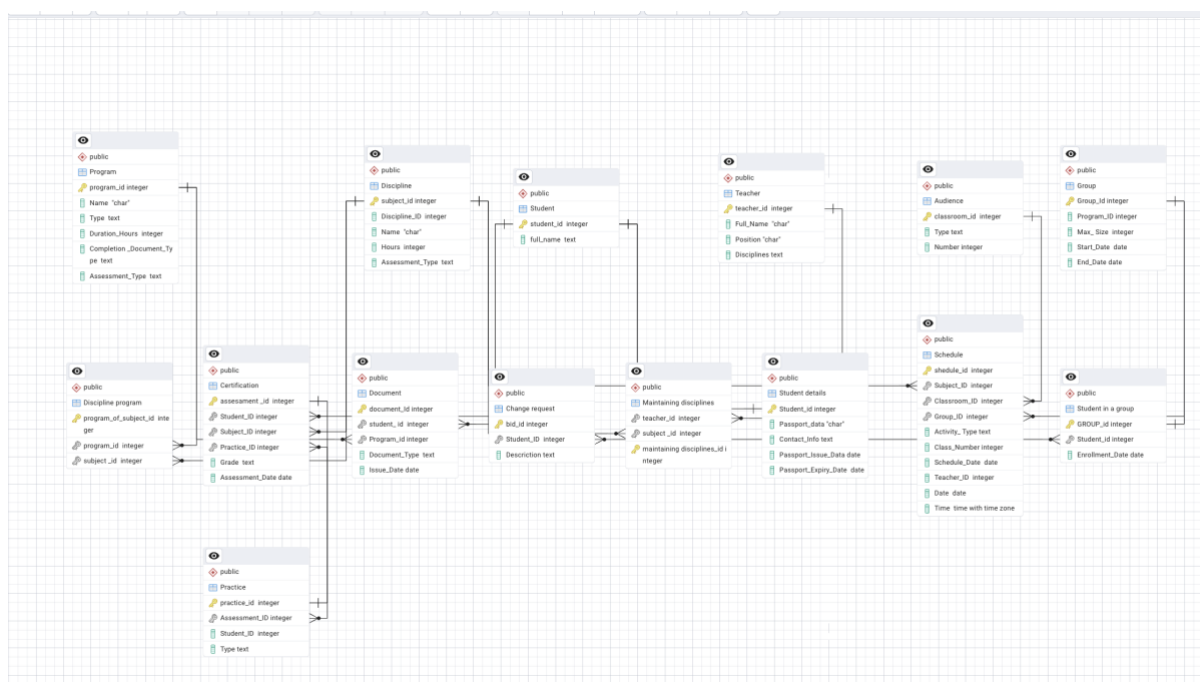 public
Program
program_id integer
Name "char"
Type text
Duration_Hours integer
Completion _Document_Ty
pe text
Assessment_Type text
public
Discipline
subject_id integer
Discipline_ID integer
Name "char"
Hours integer
Assessment_Type text
public
Student
student_id integer
full_name text
public
Teacher
teacher_id integer
Full_Name "char"
Position "char"
Disciplines text
public
Audience
classroom_id integer
Type text
Number integer
public
Group
Group_Id integer
Program_ID integer
Max_ Size integer
Start_Date date
End_Date date
public
Discipline program
program_of_subject_id inte
ger
program_id integer
subject _id integer
public
Certification
assesament _id integer
Student_ID integer
Subject_ID integer
Practice_ID integer
Grade text
Assessment_Date date
public
Document
document_Id integer
student_ id integer
Program_id integer
Document_Type text
Issue_Date date
public
Change request
bid_id integer
Student_ID integer
Descriction text
public
Maintaining disciplines
teacher_id integer
subject _id integer
maintaining disciplines_id i
nteger
public
Student details
Student_id integer
Passport_data "char"
Contact_Info text
Passport_Issue_Data date
Passport_Expiry_Date date
public
Schedule
shedule_id integer
Subject_ID integer
Classroom_ID integer
Group_ID integer
Activity_ Type text
Class_Number integer
Schedule_Date date
Teacher_ID integer
Date date
Time time with time zone
public
Student in a group
GROUP_id integer
Student_id integer
Enrollment_Date date
public
Practice
practice_id integer
Assessment_ID integer
Student_ID integer
Type text